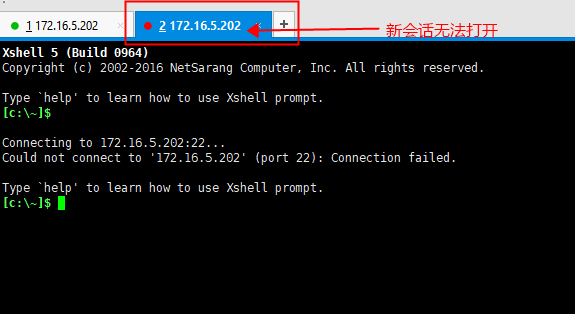 1 172.16.5.202
2 172.16.5.202
新会话无法打开
Xshell 5 (Build 0964)
Copyright (c) 2002-2016 NetSarang Computer, Inc. All rights reserved.
Type `help' to learn how to use Xshell prompt.
[c:\~]$
Connecting to 172.16.5.202:22...
Could not connect to '172.16.5.202' (port 22): Connection failed.
Type `help' to learn how to use Xshell prompt.
[c:\~]$